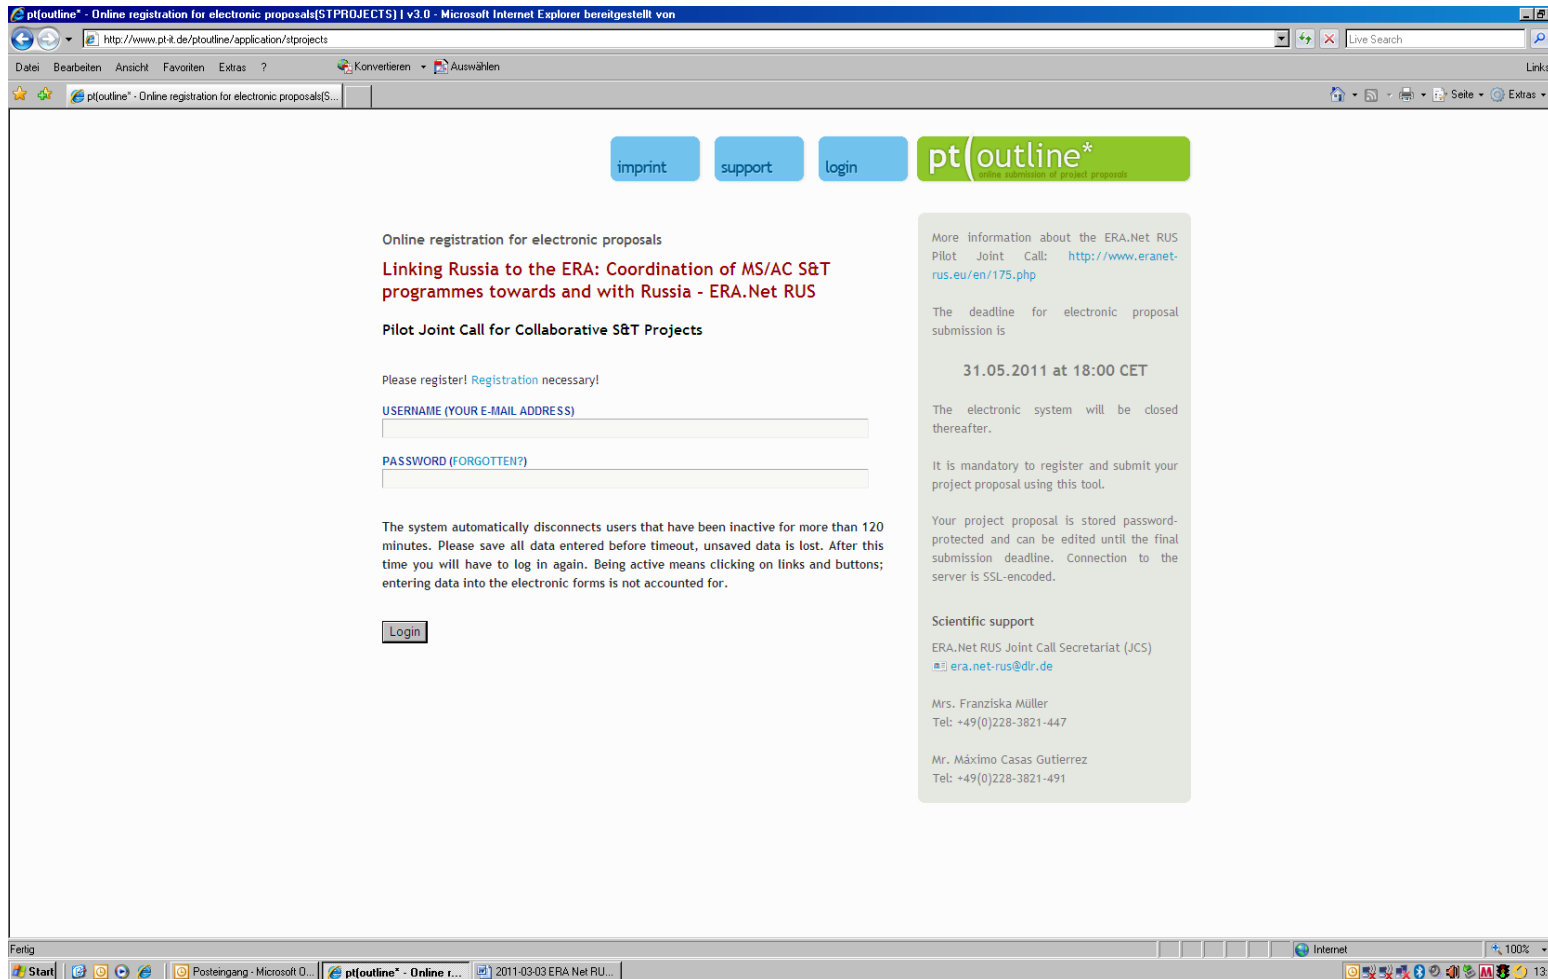 pt(outline* - Online registration for electronic proposals(STPROJECTS) | v3.0 - Microsoft Internet Explorer bereitgestellt von
http://www.pt-it.de/ptoutline/application/stprojects
Live Search
Datei Bearbeiten Ansicht Favoriten Extras ?
Konvertieren Auswählen
Links
pt(outline* - Online registration for electronic proposals(S...
Seite Extras
imprint
support
login
pt(outline*
online submission of project proposals
Online registration for electronic proposals
Linking Russia to the ERA: Coordination of MS/AC S&T
programmes towards and with Russia - ERA.Net RUS
Pilot Joint Call for Collaborative S&T Projects
Please register! Registration necessary!
USERNAME (YOUR E-MAIL ADDRESS)
PASSWORD (FORGOTTEN?)
The system automatically disconnects users that have been inactive for more than 120
minutes. Please save all data entered before timeout, unsaved data is lost. After this
time you will have to log in again. Being active means clicking on links and buttons;
entering data into the electronic forms is not accounted for.
Login
More information about the ERA.Net RUS
Pilot Joint Call: http://www.eranet-
rus.eu/en/175.php
The deadline for electronic proposal
submission is
31.05.2011 at 18:00 CET
The electronic system will be closed
thereafter.
It is mandatory to register and submit your
project proposal using this tool.
Your project proposal is stored password-
protected and can be edited until the final
submission deadline. Connection to the
server is SSL-encoded.
Scientific support
ERA.Net RUS Joint Call Secretariat (JCS)
era.net-rus@dlr.de
Mrs. Franziska Müller
Tel: +49(0)228-3821-447
Mr. Máximo Casas Gutierrez
Tel: +49(0)228-3821-491
Fertig
Internet
100%
Start
Posteingang - Microsoft O...
pt(outline* - Online r...
2011-03-03 ERA Net RU...
13: